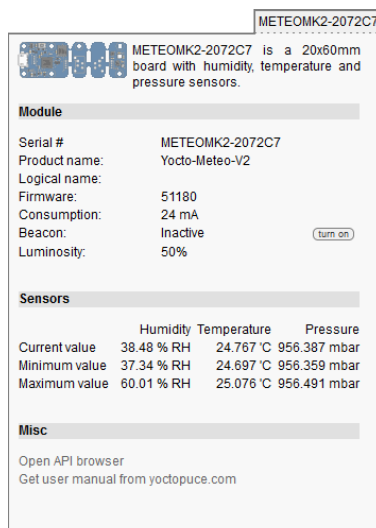 METEOMK2-2072C7
METEOMK2-2072C7 is a 20x60mm
board with humidity, temperature and
pressure sensors.
Module
Serial # METEOMK2-2072C7
Product name: Yocto-Meteo-V2
Logical name:
Firmware: 51180
Consumption: 24 mA
Beacon: Inactive turn on
Luminosity: 50%
Sensors
Humidity Temperature Pressure
Current value 38.48 % RH 24.767 'C 956.387 mbar
Minimum value 37.34 % RH 24.697 'C 956.359 mbar
Maximum value 60.01 % RH 25.076 'C 956.491 mbar
Misc
Open API browser
Get user manual from yoctopuce.com